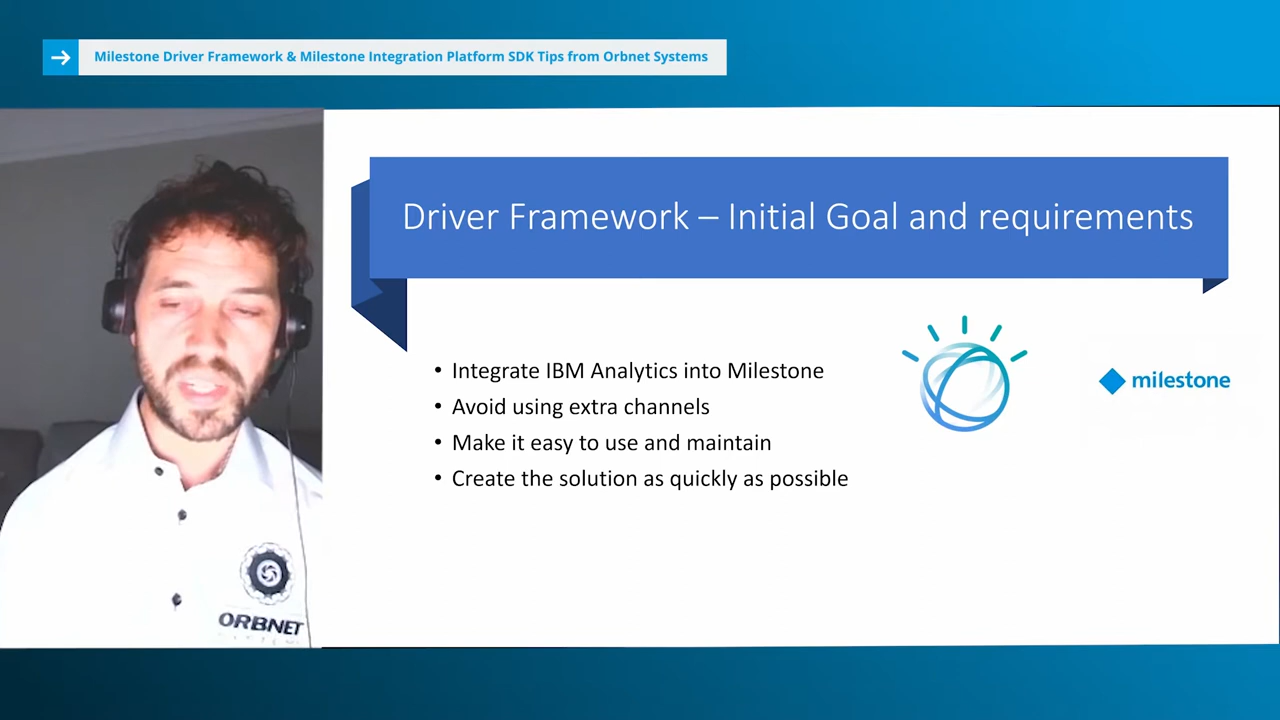 Milestone Driver Framework & Milestone Integration Platform SDK Tips from Orbnet Systems
Driver Framework – Initial Goal and requirements
• Integrate IBM Analytics into Milestone
• Avoid using extra channels
• Make it easy to use and maintain
• Create the solution as quickly as possible
milestone
ORBNET